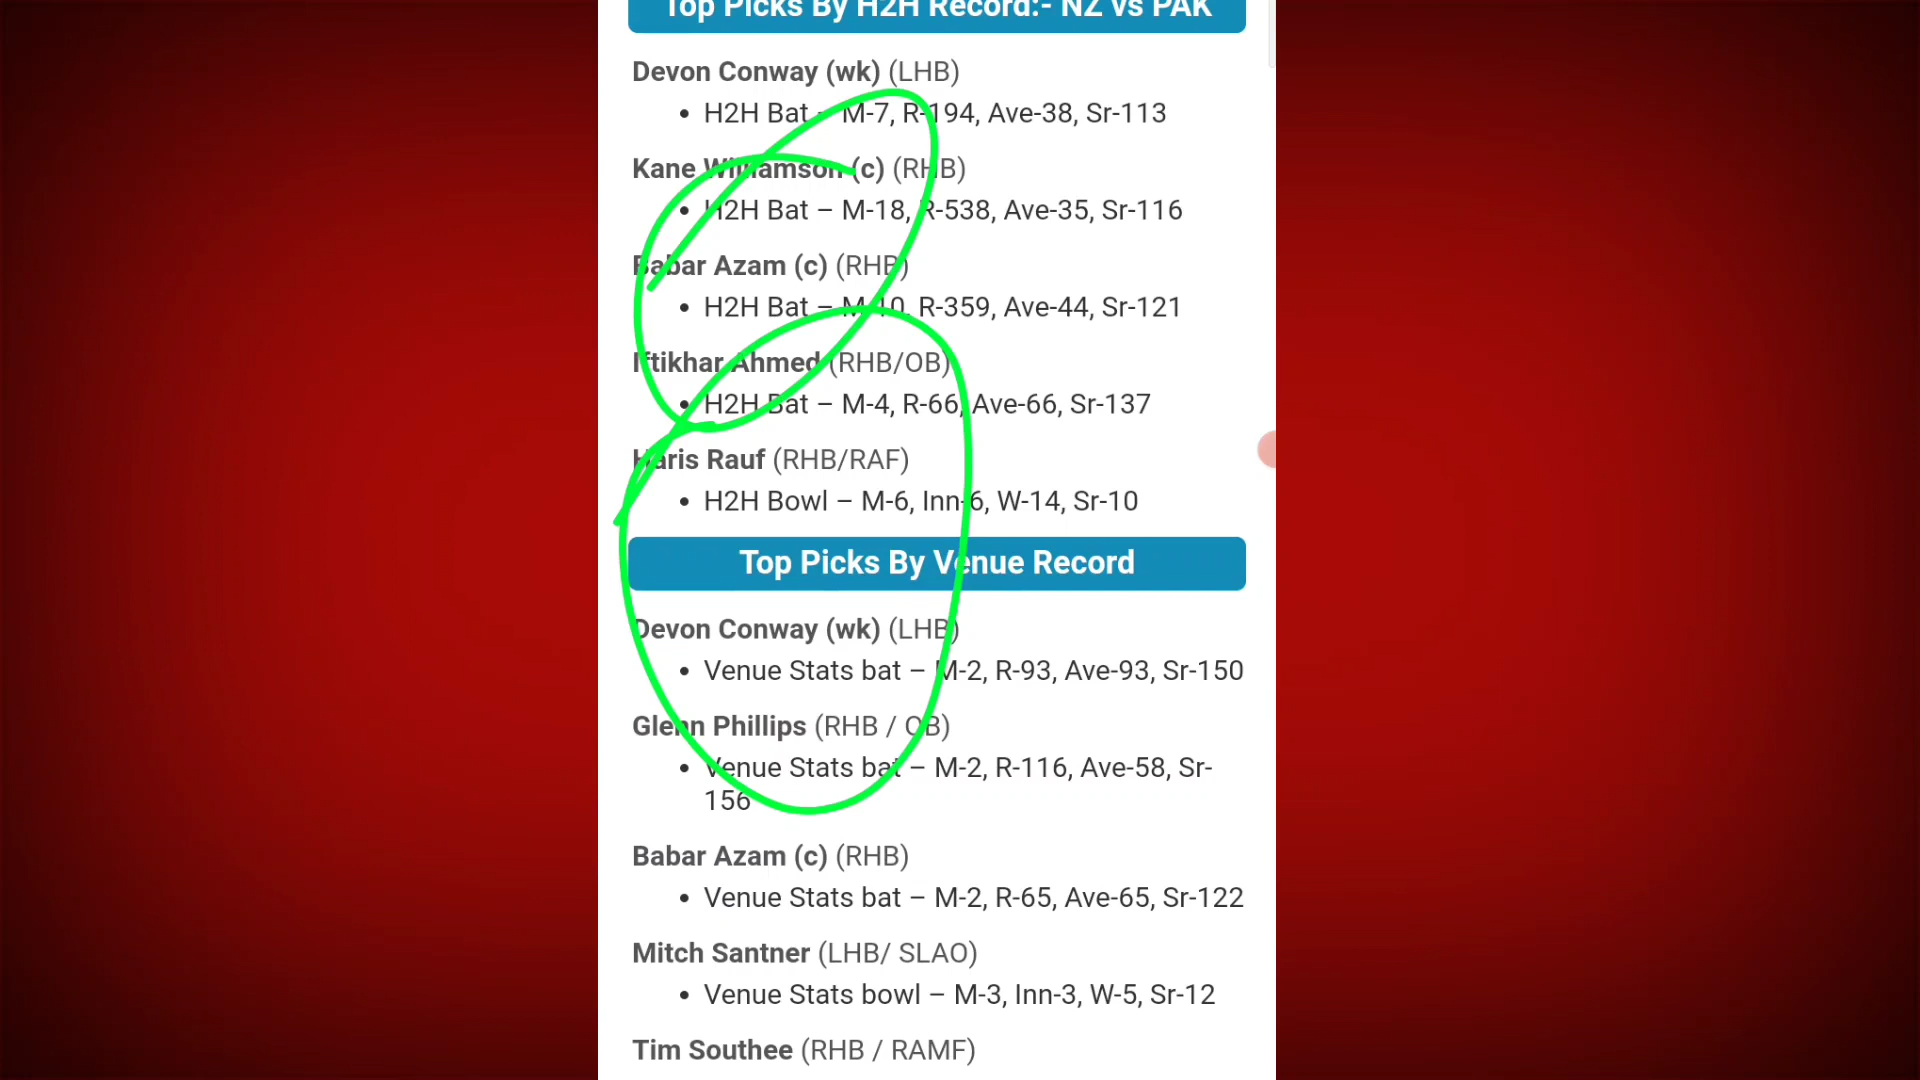 Top Picks By H2H Record:- NZ vs PAK
Devon Conway (wk) (LHB)
• H2H Bat – M-7, R-194, Ave-38, Sr-113
Kane Williamson (c) (RHB)
• H2H Bat – M-18, R-538, Ave-35, Sr-116
Babar Azam (c) (RHB)
• H2H Bat – M-10, R-359, Ave-44, Sr-121
Iftikhar Ahmed (RHB/OB)
• H2H Bat – M-4, R-66, Ave-66, Sr-137
Haris Rauf (RHB/RAF)
• H2H Bowl – M-6, Inn-6, W-14, Sr-10
Top Picks By Venue Record
Devon Conway (wk) (LHB)
• Venue Stats bat – M-2, R-93, Ave-93, Sr-150
Glenn Phillips (RHB / OB)
• Venue Stats bat – M-2, R-116, Ave-58, Sr-
156
Babar Azam (c) (RHB)
• Venue Stats bat – M-2, R-65, Ave-65, Sr-122
Mitch Santner (LHB/ SLAO)
• Venue Stats bowl – M-3, Inn-3, W-5, Sr-12
Tim Southee (RHB / RAMF)